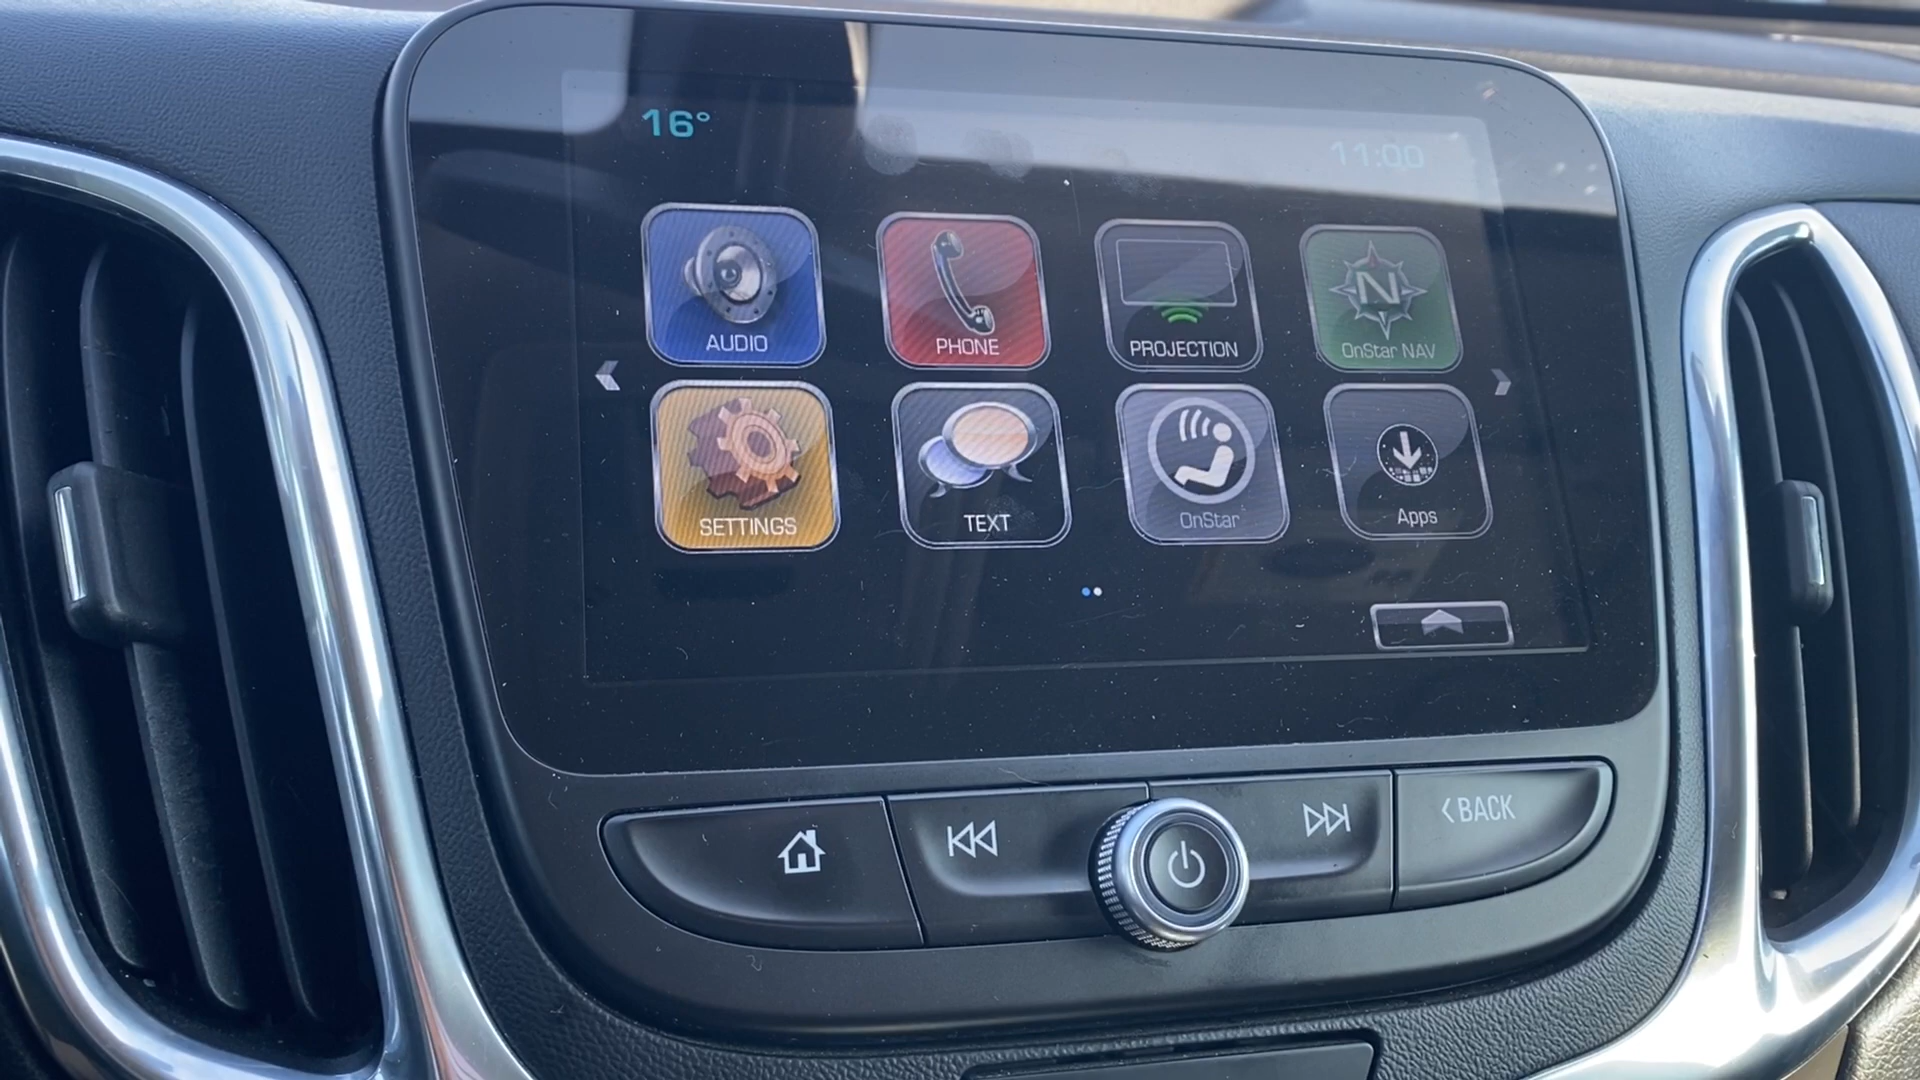 16°
11:00
AUDIO
PHONE
PROJECTION
N
OnStar NAV
SETTINGS
TEXT
OnStar
Apps
BACK